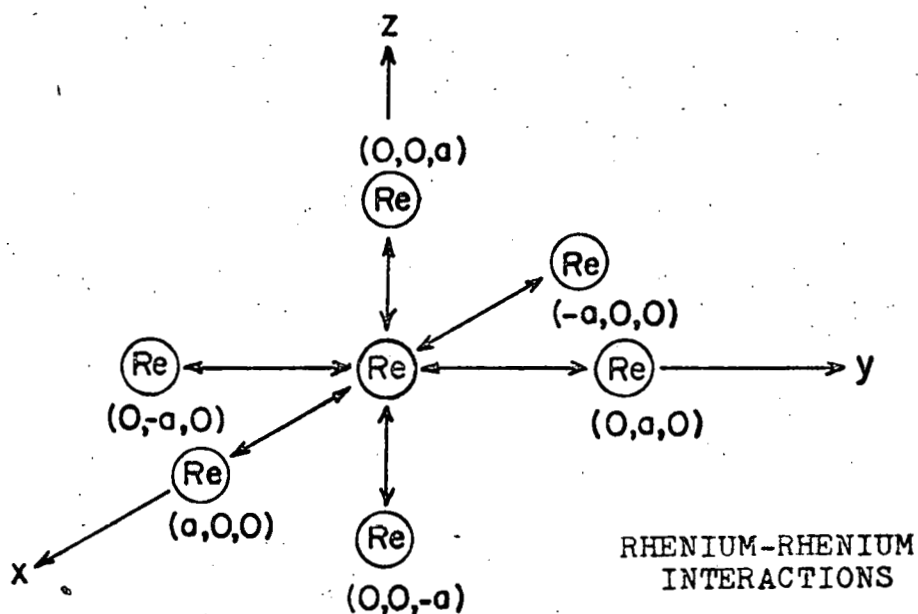 z
(0,0,a)
Re
Re
(-a,0,0)
Re
Re
Re
y
(0,-a,0)
(0,a,0)
Re
(a,0,0)
Re
x
(0,0,-a)
RHENIUM-RHENIUM
INTERACTIONS